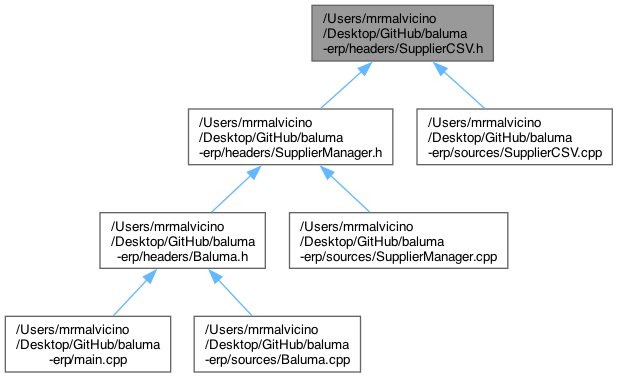 /Users/mrmalvicino
/Desktop/GitHub/baluma
-erp/headers/SupplierCSV.h
/Users/mrmalvicino
/Desktop/GitHub/baluma
-erp/headers/SupplierManager.h
/Users/mrmalvicino
/Desktop/GitHub/baluma
-erp/sources/SupplierCSV.cpp
/Users/mrmalvicino
/Desktop/GitHub/baluma
-erp/headers/Baluma.h
/Users/mrmalvicino
/Desktop/GitHub/baluma
-erp/sources/SupplierManager.cpp
/Users/mrmalvicino
/Desktop/GitHub/baluma
-erp/main.cpp
/Users/mrmalvicino
/Desktop/GitHub/baluma
-erp/sources/Baluma.cpp